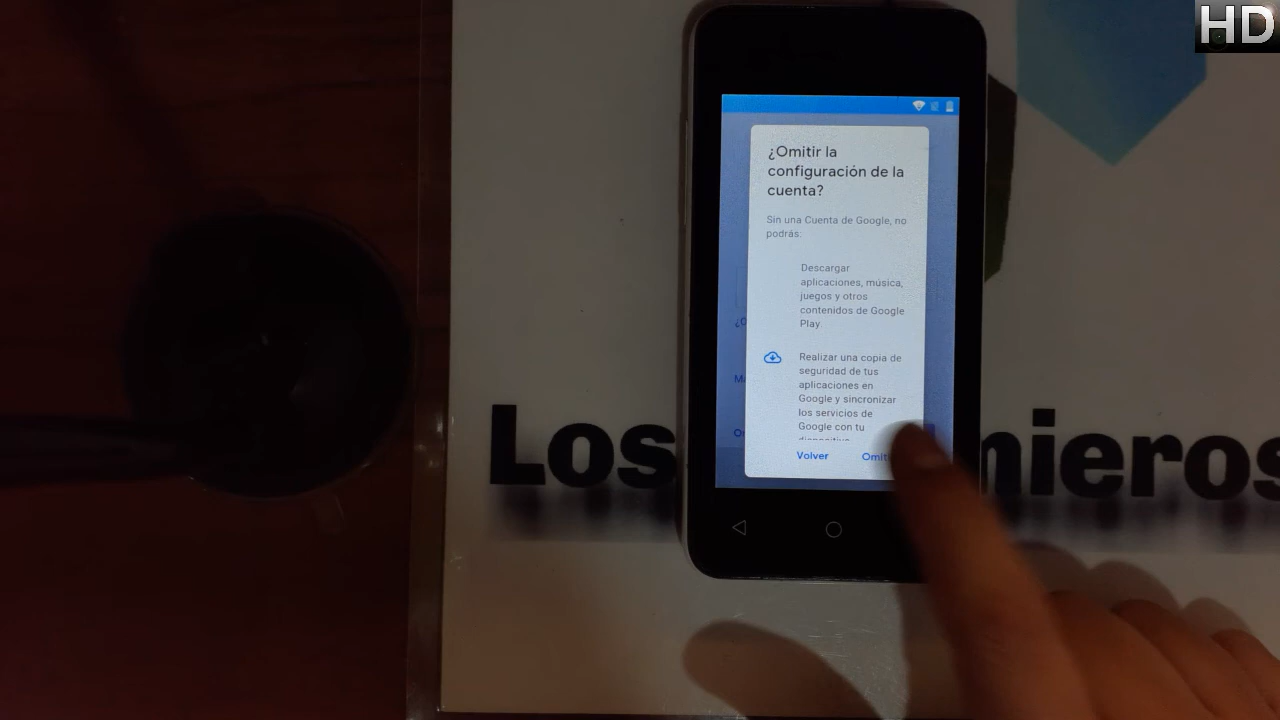 HD
¿Omitir la
configuración de la
cuenta?
Sin una Cuenta de Google, no
podrás:
Descargar
aplicaciones, música,
juegos y otros
contenidos de Google
Play
Realizar una copia de
seguridad de tus
aplicaciones en
Google y sincronizar
los servicios de
Google con tu
Volver
Los